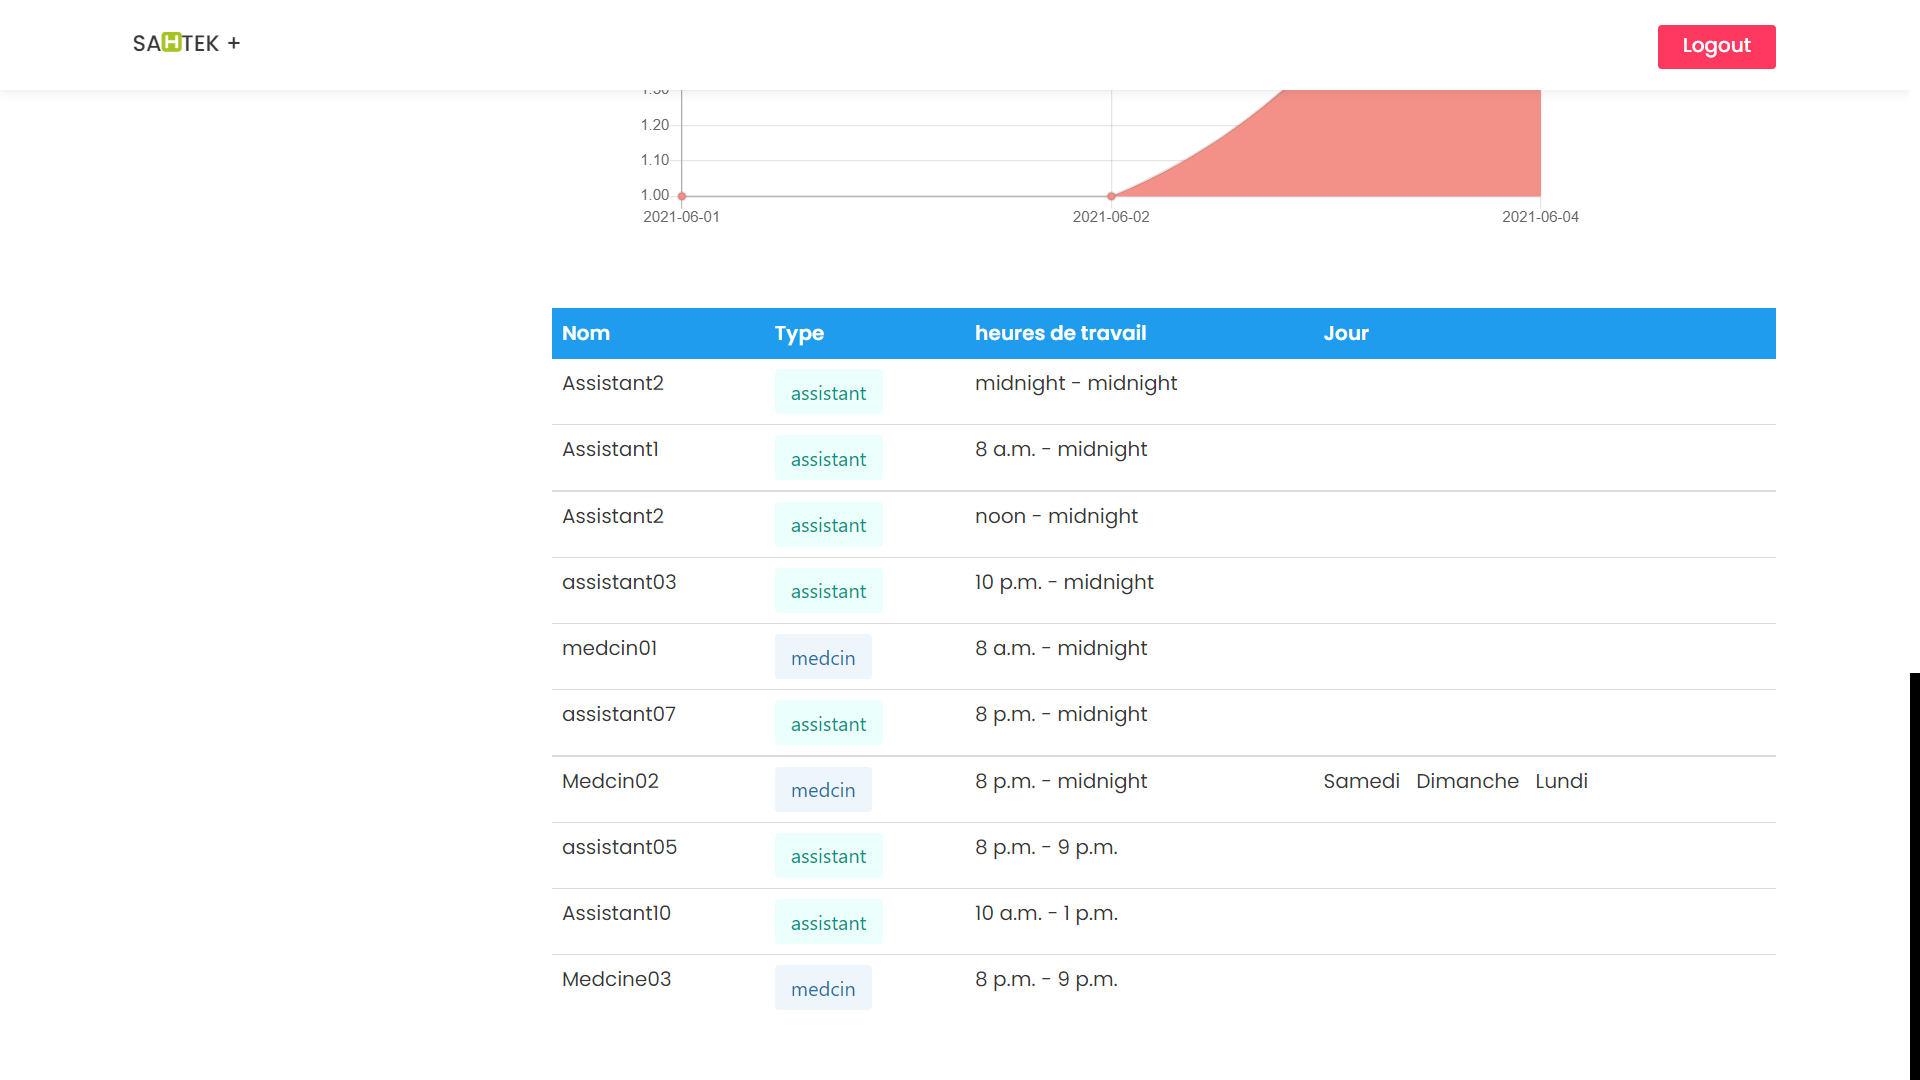 SAHTEK +
Logout
1.30
1.20
1.10
1.00
2021-06-01 2021-06-02 2021-06-04
Nom Type heures de travail Jour
Assistant2 assistant midnight - midnight
Assistant1 assistant 8 a.m. - midnight
Assistant2 assistant noon - midnight
assistant03 assistant 10 p.m. - midnight
medcin01 medcin 8 a.m. - midnight
assistant07 assistant 8 p.m. - midnight
Medcin02 medcin 8 p.m. - midnight Samedi Dimanche Lundi
assistant05 assistant 8 p.m. - 9 p.m.
Assistant10 assistant 10 a.m. - 1 p.m.
Medcine03 medcin 8 p.m. - 9 p.m.